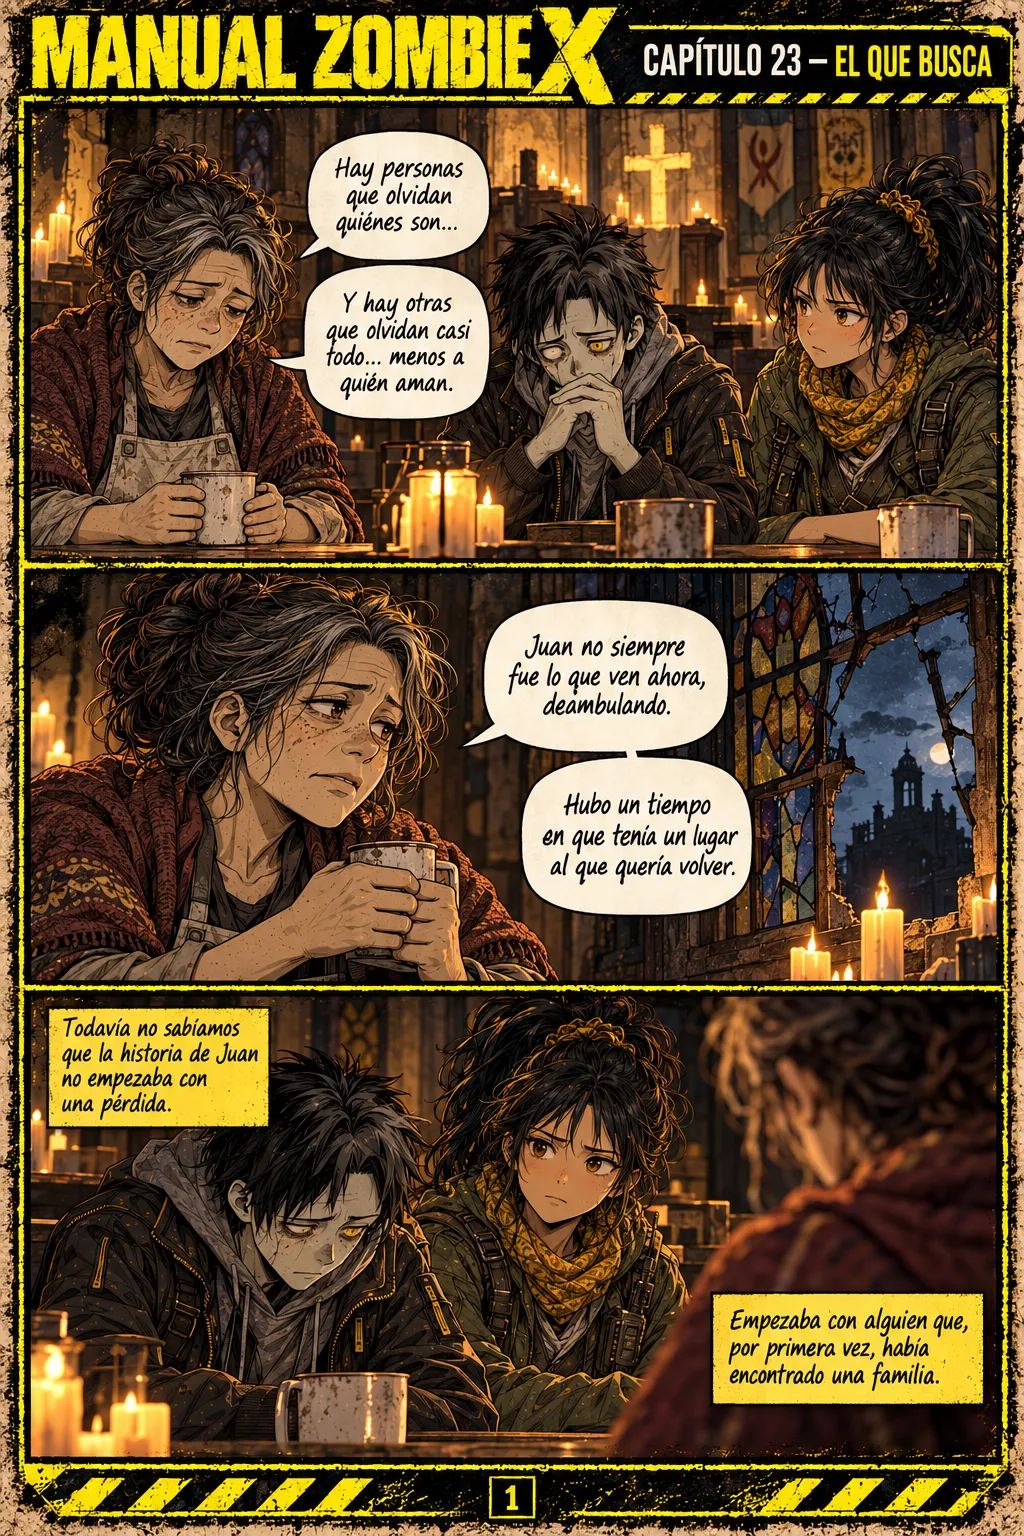 MANUAL ZOMBIE X
CAPÍTULO 23 – EL QUE BUSCA
Hay personas
que olvidan
quiénes son...
Y hay otras
que olvidan casi
todo... menos a
quién aman.
Juan no siempre
fue lo que ven ahora,
deambulando.
Hubo un tiempo
en que tenía un lugar
al que quería volver.
Todavía no sabíamos
que la historia de Juan
no empezaba con
una pérdida.
Empezaba con alguien que,
por primera vez, había
encontrado una familia.
1